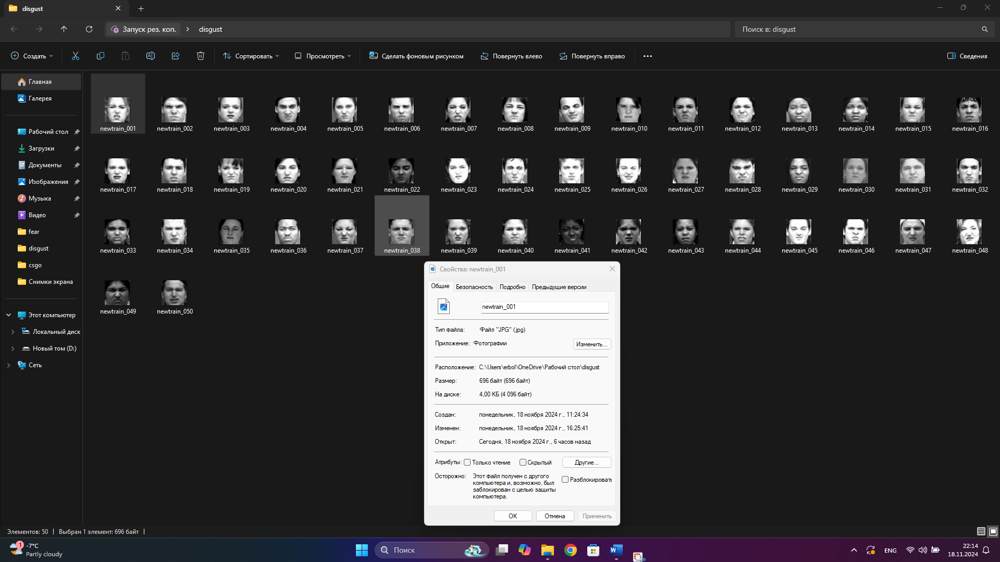 disgust
Запуск рез. коп. > disgust
Поиск в: disgust
Создать
Сортировать
Просмотреть
Сделать фоновым рисунком
Повернуть влево
Повернуть вправо
Сведения
Главная
Галерея
Рабочий стол
Загрузки
Документы
Изображения
Музыка
Видео
fear
disgust
csgo
Снимки экрана
Этот компьютер
Локальный диск
Новый том (D:)
Сеть
newtrain_001 newtrain_002 newtrain_003 newtrain_004 newtrain_005 newtrain_006 newtrain_007 newtrain_008 newtrain_009 newtrain_010 newtrain_011 newtrain_012 newtrain_013 newtrain_014 newtrain_015 newtrain_016
newtrain_017 newtrain_018 newtrain_019 newtrain_020 newtrain_021 newtrain_022 newtrain_023 newtrain_024 newtrain_025 newtrain_026 newtrain_027 newtrain_028 newtrain_029 newtrain_030 newtrain_031 newtrain_032
newtrain_033 newtrain_034 newtrain_035 newtrain_036 newtrain_037 newtrain_038 newtrain_039 newtrain_040 newtrain_041 newtrain_042 newtrain_043 newtrain_044 newtrain_045 newtrain_046 newtrain_047 newtrain_048
newtrain_049 newtrain_050
Свойства: newtrain_001
Общие Безопасность Подробно Предыдущие версии
newtrain_001
Тип файла: Файл "JPG" (.jpg)
Приложение: Фотографии Изменить...
Расположение: C:\Users\erbol\OneDrive\Рабочий стол\disgust
Размер: 696 байт (696 байт)
На диске: 4,00 КБ (4 096 байт)
Создан: понедельник, 18 ноября 2024 г., 11:24:34
Изменен: понедельник, 18 ноября 2024 г., 16:25:41
Открыт: Сегодня, 18 ноября 2024 г., 6 часов назад
Атрибуты: Только чтение Скрытый Другие...
Осторожно: Этот файл получен с другого
компьютера и, возможно, был
заблокирован с целью защиты
компьютера.
Разблокировать
OK Отмена Применить
Элементов: 50 Выбран 1 элемент: 696 байт
1
-7°C
Partly cloudy
Поиск
ENG
22:14
18.11.2024